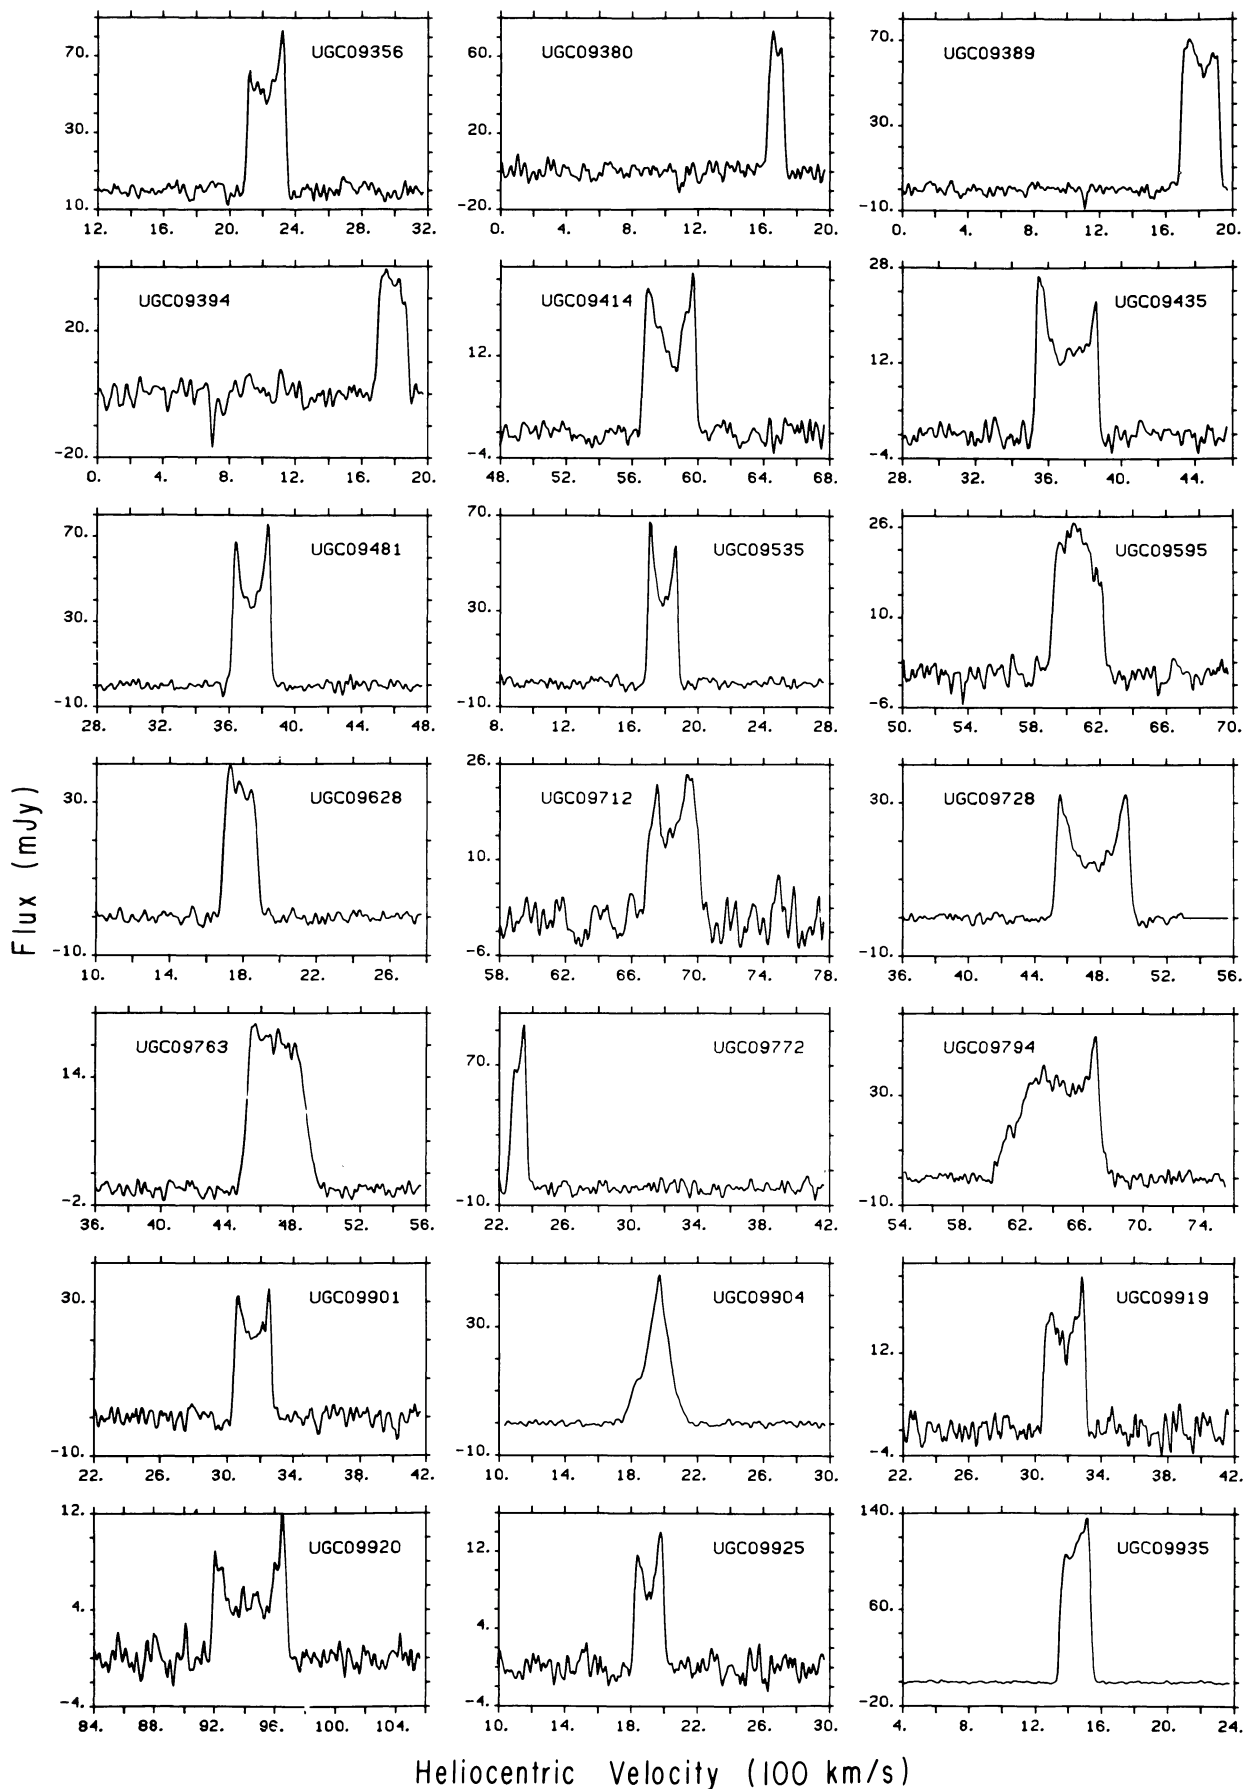 UGC09356
70.
30.
10.
12. 16. 20. 24. 28. 32.
UGC09380
60.
20.
-20.
0. 4. 8. 12. 16. 20.
UGC09389
70.
30.
-10.
0. 4. 8. 12. 16. 20.
UGC09394
20.
-20.
0. 4. 8. 12. 16. 20.
UGC09414
12.
-4.
48. 52. 56. 60. 64. 68.
UGC09435
28.
12.
-4.
28. 32. 36. 40. 44.
UGC09481
70.
30.
-10.
28. 32. 36. 40. 44. 48.
UGC09535
70.
30.
-10.
8. 12. 16. 20. 24. 28.
UGC09595
26.
10.
-6.
50. 54. 58. 62. 66. 70.
UGC09628
30.
-10.
10. 14. 18. 22. 26.
UGC09712
26.
10.
-6.
58. 62. 66. 70. 74. 78.
UGC09728
30.
-10.
36. 40. 44. 48. 52. 56.
Flux (mJy)
UGC09763
14.
-2.
36. 40. 44. 48. 52. 56.
UGC09772
70.
-10.
22. 26. 30. 34. 38. 42.
UGC09794
30.
-10.
54. 58. 62. 66. 70. 74.
UGC09901
30.
-10.
22. 26. 30. 34. 38. 42.
UGC09904
30.
-10.
10. 14. 18. 22. 26. 30.
UGC09919
12.
-4.
22. 26. 30. 34. 38. 42.
UGC09920
12.
4.
-4.
84. 88. 92. 96. 100. 104.
UGC09925
12.
4.
-4.
10. 14. 18. 22. 26. 30.
UGC09935
140.
60.
-20.
4. 8. 12. 16. 20. 24.
Heliocentric Velocity (100 km/s)